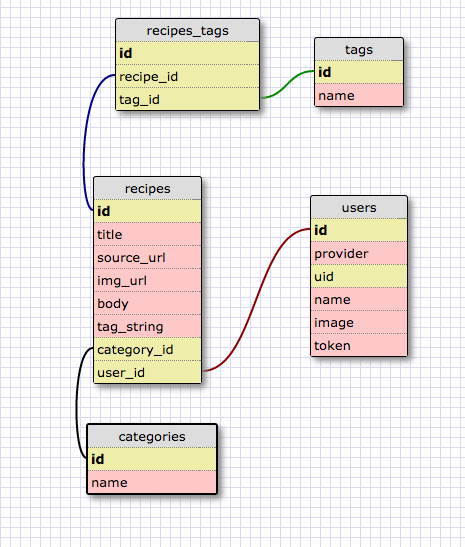 recipes_tags
id
recipe_id
tag_id
tags
id
name
recipes
id
title
source_url
img_url
body
tag_string
category_id
user_id
users
id
provider
uid
name
image
token
categories
id
name